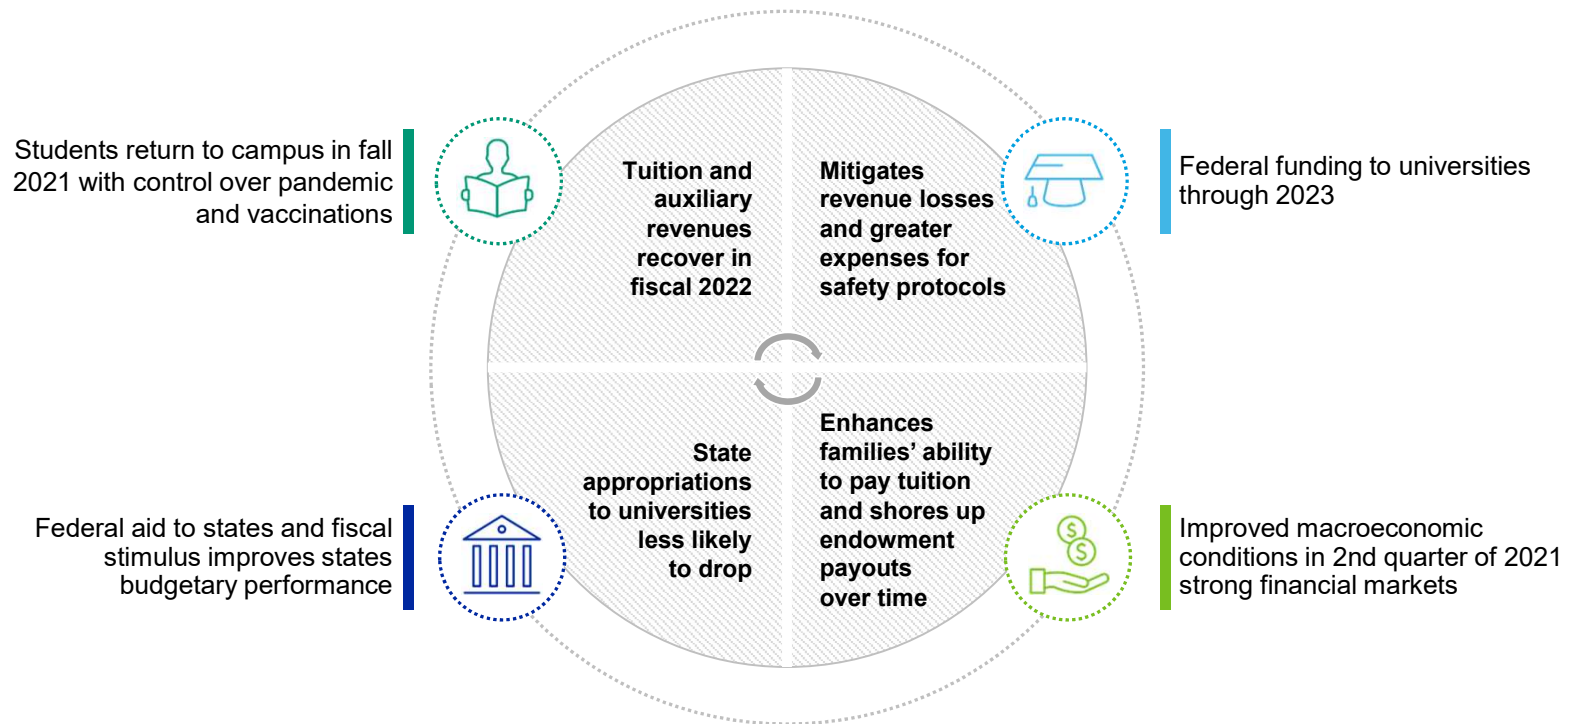 Students return to campus in fall
2021 with control over pandemic
and vaccinations
Tuition and
auxiliary
revenues
recover in
fiscal 2022
Mitigates
revenue losses
and greater
expenses for
safety protocols
Federal funding to universities
through 2023
Federal aid to states and fiscal
stimulus improves states
budgetary performance
State
appropriations
to universities
less likely
to drop
Enhances
families’ ability
to pay tuition
and shores up
endowment
payouts
over time
$
$
Improved macroeconomic
conditions in 2nd quarter of 2021
strong financial markets